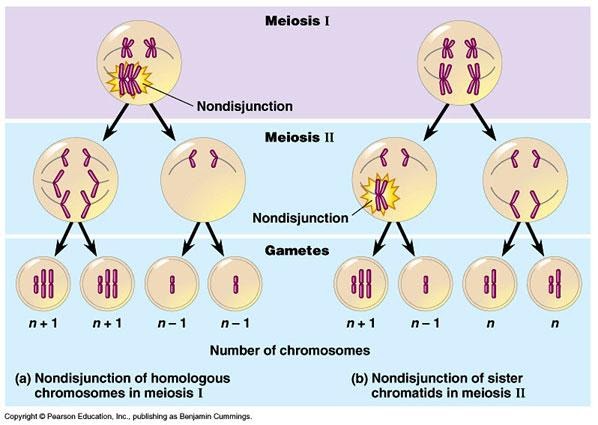 Meiosis I
Nondisjunction
Meiosis II
Nondisjunction
Gametes
n + 1 n + 1 n – 1 n – 1 n + 1 n – 1 n n
Number of chromosomes
(a) Nondisjunction of homologous
chromosomes in meiosis I
(b) Nondisjunction of sister
chromatids in meiosis II
Copyright © Pearson Education, Inc., publishing as Benjamin Cummings.